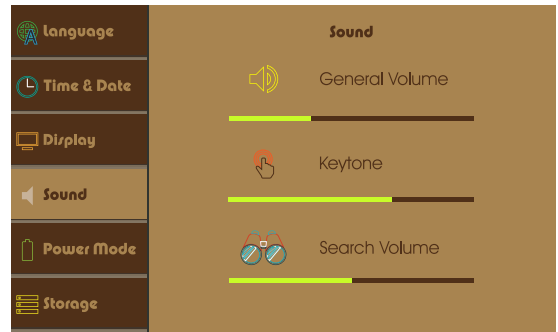 Language
Time & Date
Display
Sound
Power Mode
Storage
Sound
General Volume
Keytone
Search Volume